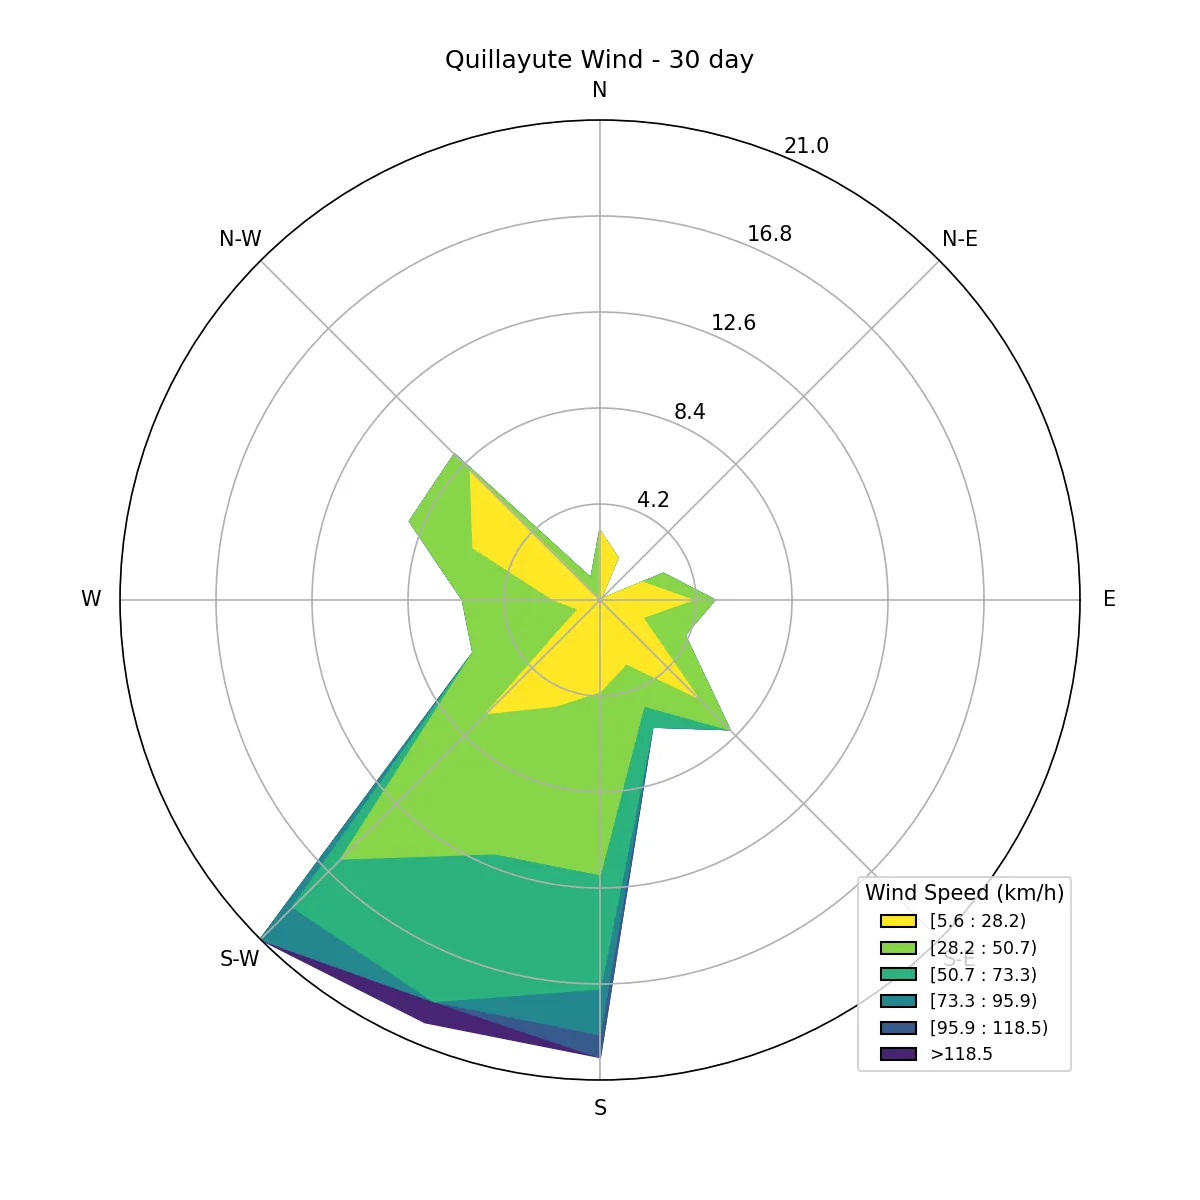 Quillayute Wind - 30 day
N
21.0
16.8
N-W
N-E
12.6
8.4
4.2
W
E
Wind Speed (km/h)
[5.6 : 28.2)
[28.2 : 50.7)
S-W
S-E
[50.7 : 73.3)
[73.3 : 95.9)
[95.9 : 118.5)
>118.5
S